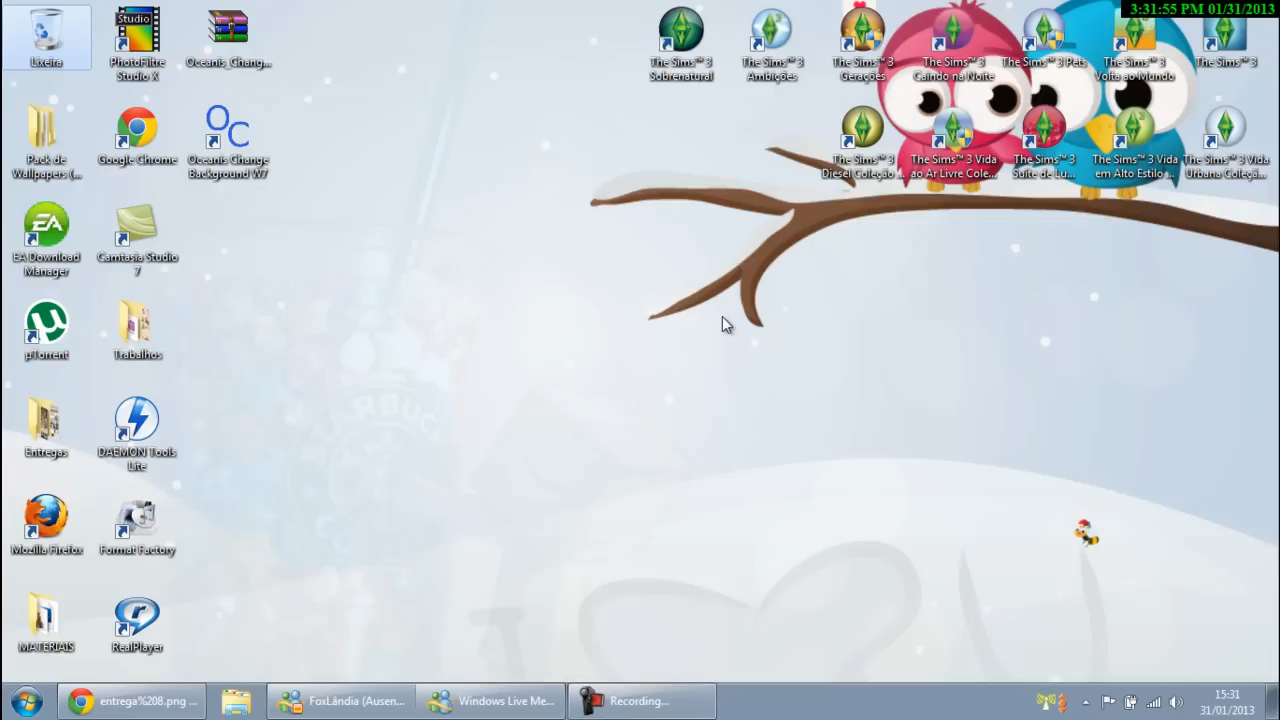 3:31:55 PM 01/31/2013
Lixeira
PhotoFiltre
Studio X
Studio
Oceanis_Chang...
The Sims™ 3
Sobrenatural
The Sims™ 3
Ambições
The Sims™ 3
Gerações
The Sims™ 3
Caindo na Noite
The Sims™ 3 Pets
The Sims™ 3
Volta ao Mundo
The Sims™ 3
Pack de
Wallpapers (...
Google Chrome
OC
Oceanis Change
Background W7
The Sims™ 3
Diesel Coleção ...
The Sims™ 3 Vida
ao Ar Livre Cole...
The Sims™ 3
Suíte de Lu...
The Sims™ 3 Vida
em Alto Estilo ...
The Sims™ 3 Vida
Urbana Coleçã...
EA
EA Download
Manager
Camtasia Studio
7
µTorrent
Trabalhos
Entregas
DAEMON Tools
Lite
STARBUC
Mozilla Firefox
Format Factory
MATERIAIS
RealPlayer
I U
entrega%208.png ...
FoxLândia (Ausen...
Windows Live Me...
Recording...
15:31
31/01/2013